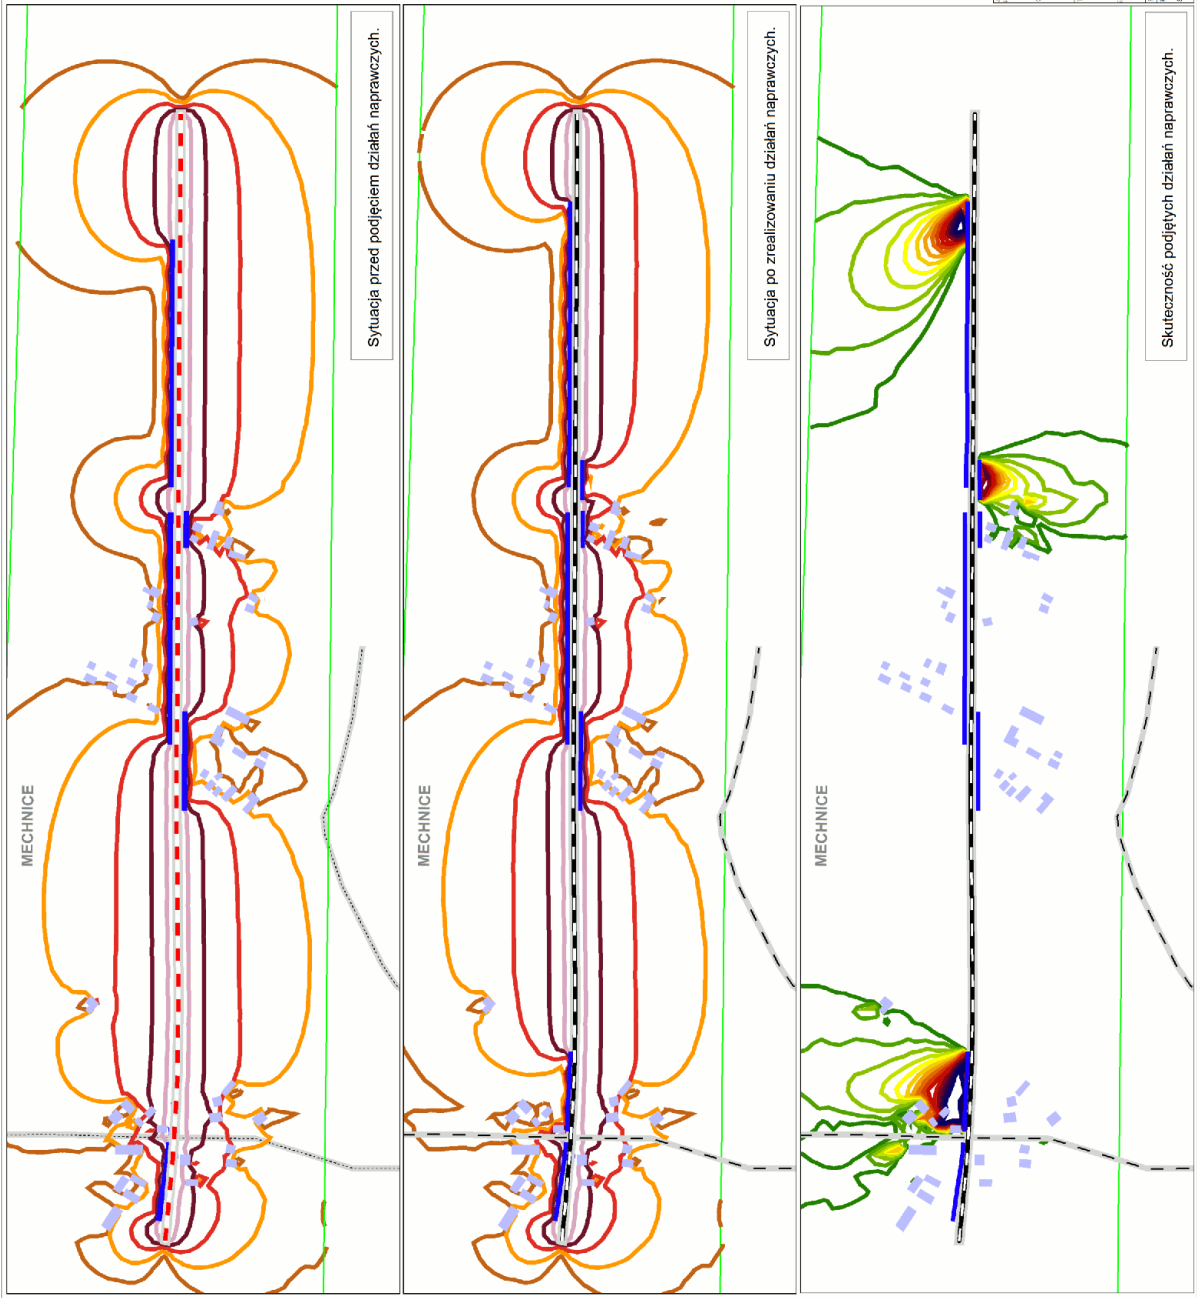 Sytuacja przed podjęciem działań naprawczych.
MECHNICE
Sytuacja po zrealizowaniu działań naprawczych.
MECHNICE
Skuteczność podjętych działań naprawczych.
MECHNICE